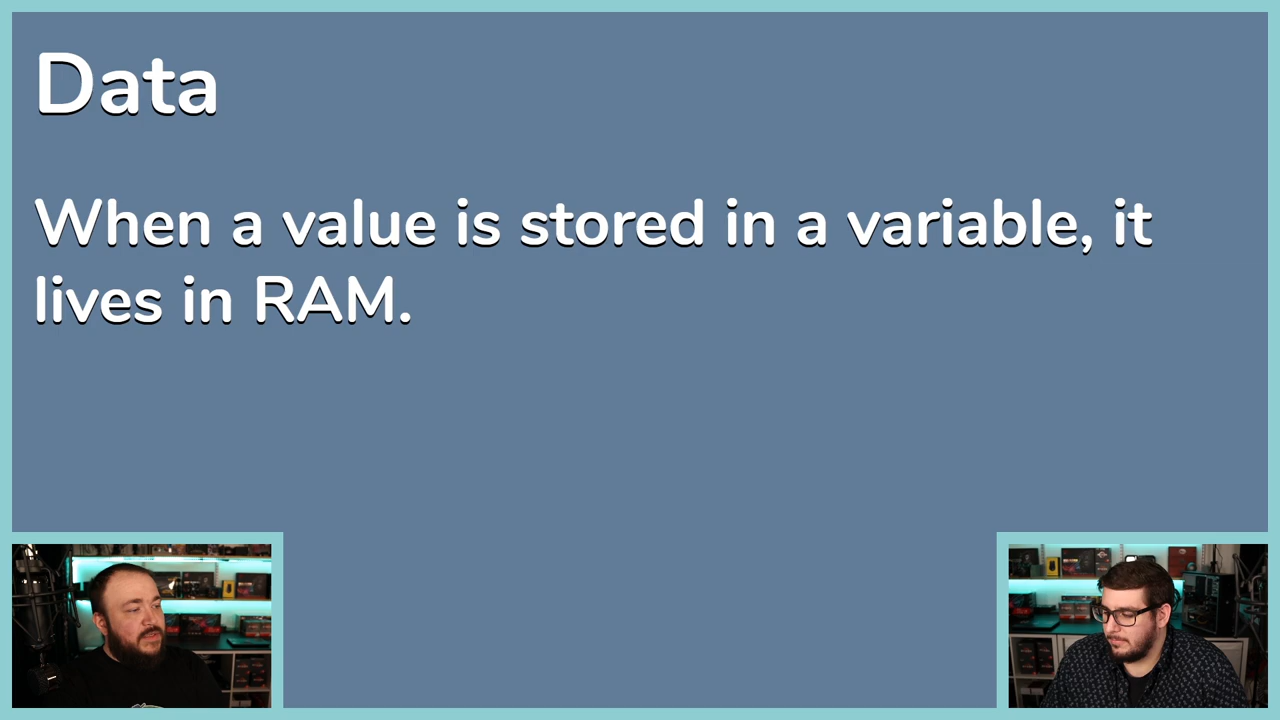 Data
When a value is stored in a variable, it
lives in RAM.